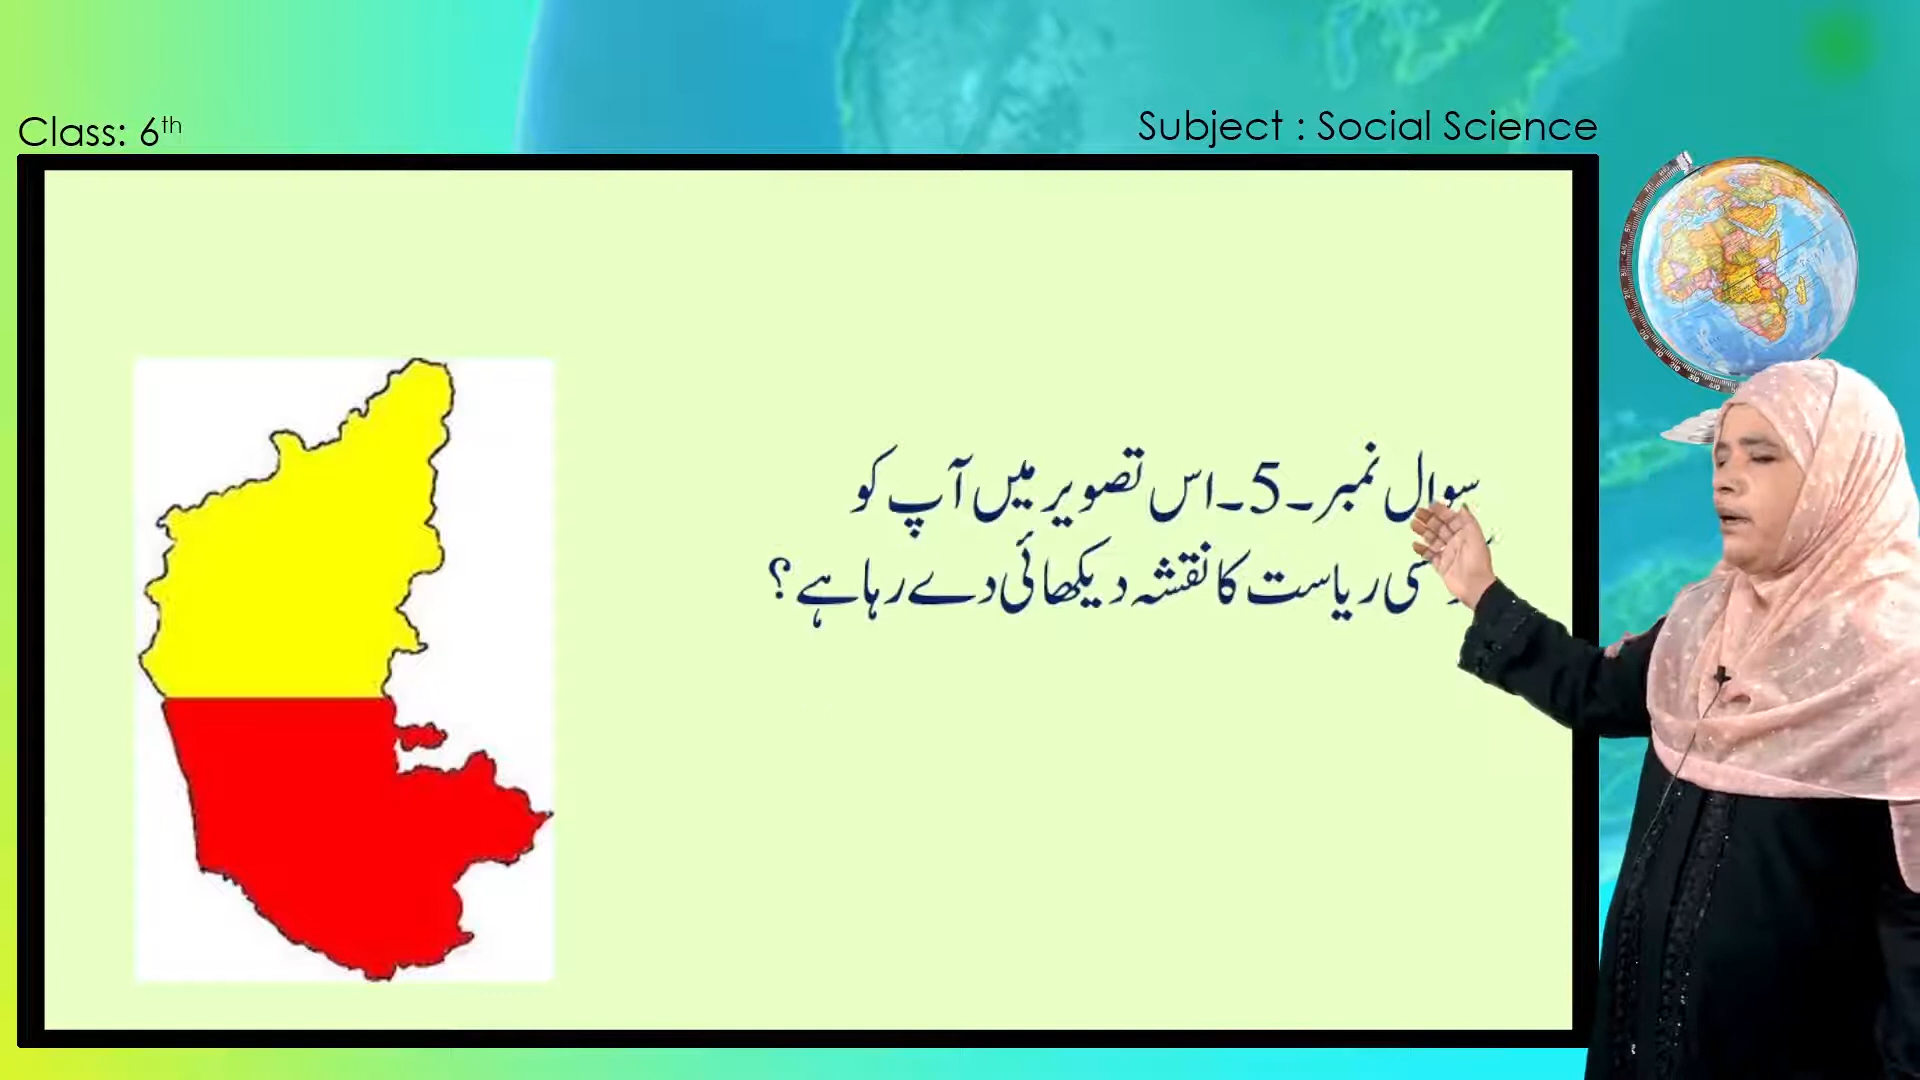 Class: 6th
Subject : Social Science
سوال نمبر۔5۔اس تصویر میں آپ کو
ریاست کا نقشہ دیکھائی دے رہا ہے؟